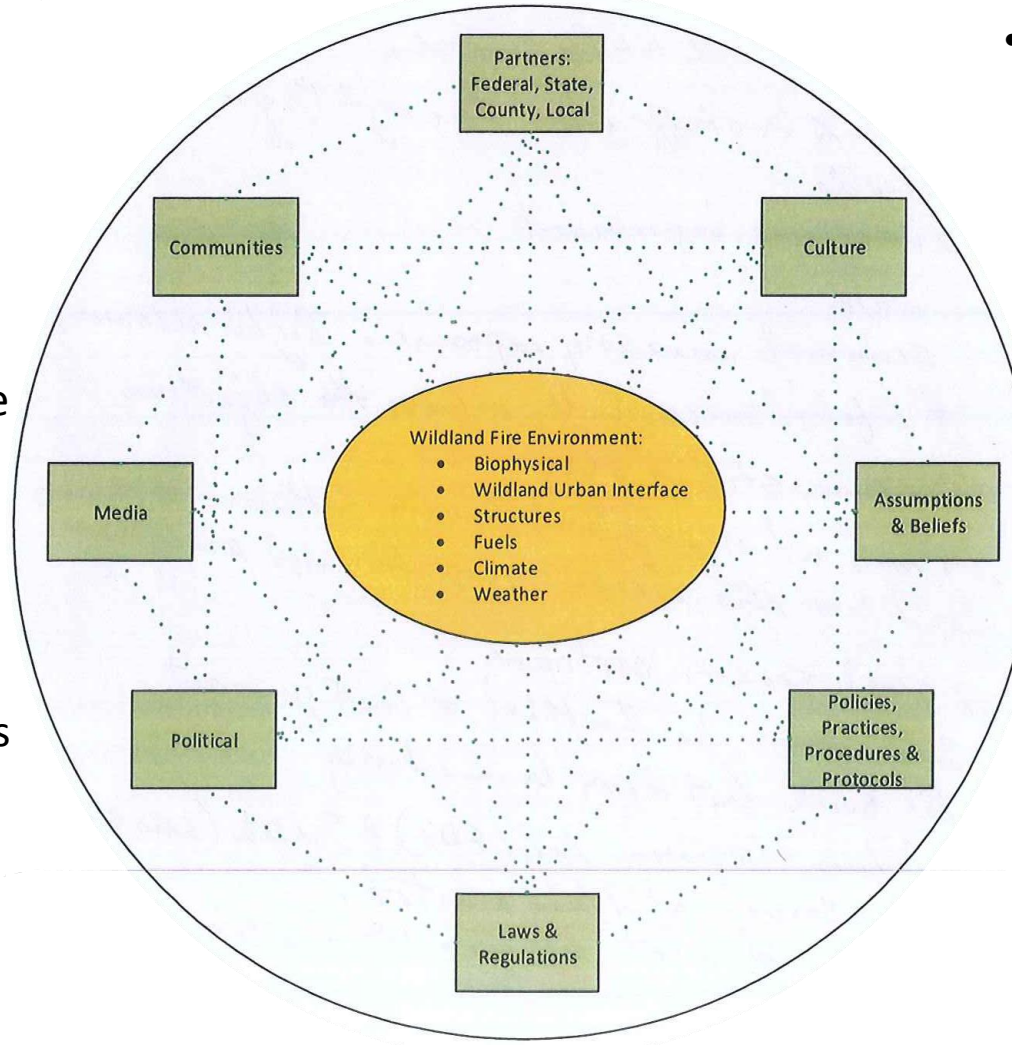 •
Partners:
Federal, State,
County, Local
Communities
Culture
e
Wildland Fire Environment:
• Biophysical
• Wildland Urban Interface
• Structures
• Fuels
• Climate
• Weather
Media
Assumptions
& Beliefs
s
Political
Policies,
Practices,
Procedures &
Protocols
Laws &
Regulations